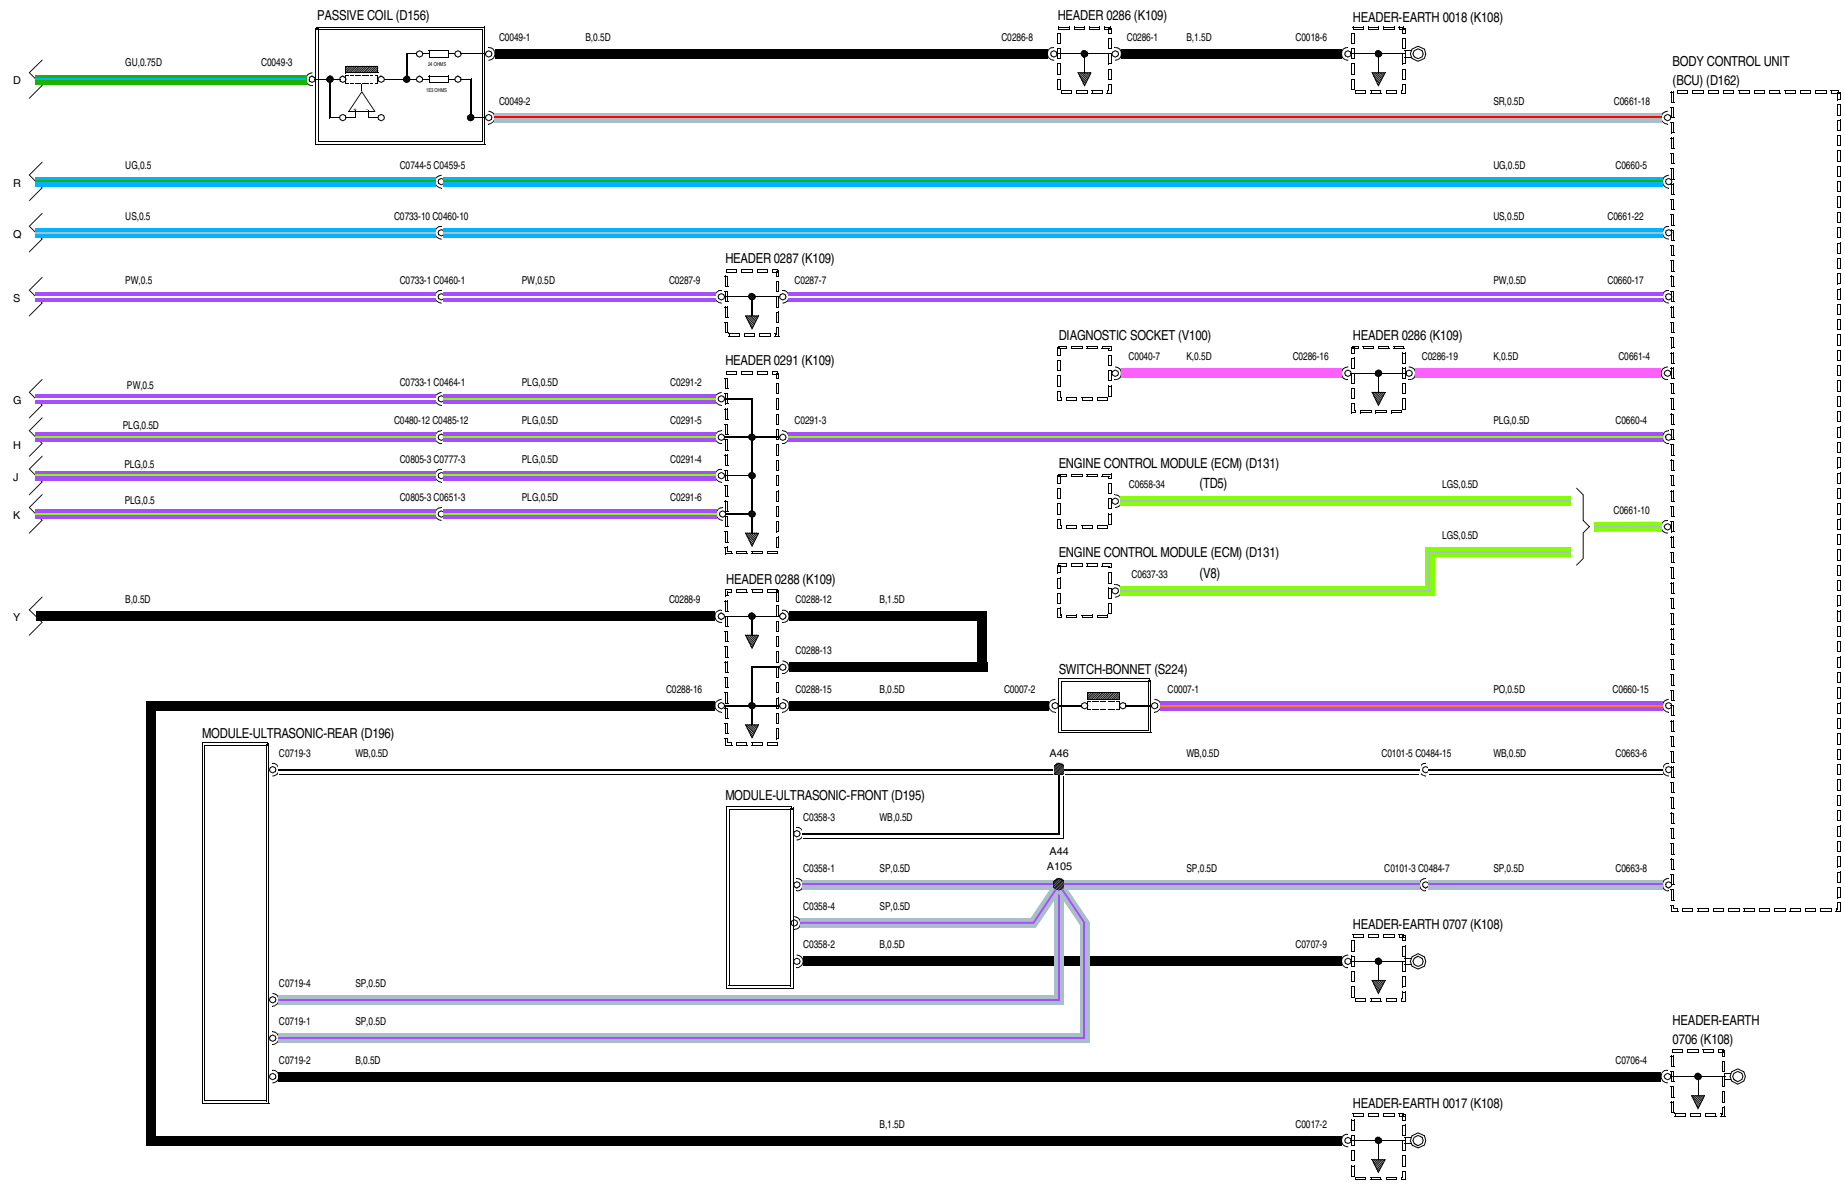 PASSIVE COIL (D156)
HEADER 0286 (K109)
HEADER-EARTH 0018 (K108)
C0049-1
B,0.5D
C0286-8
C0286-1
B,1.5D
C0018-6
D
GU,0.75D
C0049-3
24 OHMS
103 OHMS
BODY CONTROL UNIT
(BCU) (D162)
C0049-2
SR,0.5D
C0661-18
R
UG,0.5
C0744-5 C0459-5
UG,0.5D
C0660-5
Q
US,0.5
C0733-10 C0460-10
US,0.5D
C0661-22
HEADER 0287 (K109)
S
PW,0.5
C0733-1 C0460-1
PW,0.5D
C0287-9
C0287-7
PW,0.5D
C0660-17
DIAGNOSTIC SOCKET (V100)
HEADER 0286 (K109)
C0040-7
K,0.5D
C0286-16
C0286-19
K,0.5D
C0661-4
HEADER 0291 (K109)
G
PW,0.5
C0733-1 C0464-1
PLG,0.5D
C0291-2
H
PLG,0.5D
C0480-12 C0485-12
PLG,0.5D
C0291-5
C0291-3
PLG,0.5D
C0660-4
J
PLG,0.5
C0805-3 C0777-3
PLG,0.5D
C0291-4
K
PLG,0.5
C0805-3 C0651-3
PLG,0.5D
C0291-6
ENGINE CONTROL MODULE (ECM) (D131)
(TD5)
C0658-34
LGS,0.5D
C0661-10
LGS,0.5D
ENGINE CONTROL MODULE (ECM) (D131)
(V8)
C0637-33
HEADER 0288 (K109)
Y
B,0.5D
C0288-9
C0288-12
B,1.5D
C0288-13
SWITCH-BONNET (S224)
C0288-16
C0288-15
B,0.5D
C0007-2
C0007-1
PO,0.5D
C0660-15
MODULE-ULTRASONIC-REAR (D196)
C0719-3
WB,0.5D
A46
WB,0.5D
C0101-5 C0484-15
WB,0.5D
C0663-6
MODULE-ULTRASONIC-FRONT (D195)
C0358-3
WB,0.5D
A44
A105
C0358-1
SP,0.5D
SP,0.5D
C0101-3 C0484-7
SP,0.5D
C0663-8
C0358-4
SP,0.5D
HEADER-EARTH 0707 (K108)
C0358-2
B,0.5D
C0707-9
C0719-4
SP,0.5D
C0719-1
SP,0.5D
HEADER-EARTH
0706 (K108)
C0719-2
B,0.5D
C0706-4
HEADER-EARTH 0017 (K108)
B,1.5D
C0017-2